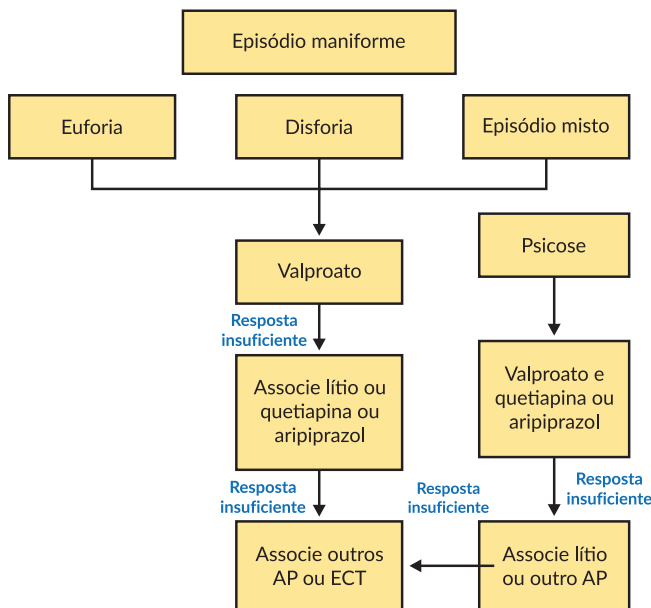 Episódio maniforme
Euforia
Disforia
Episódio misto
Valproato
Psicose
Resposta
insuficiente
Associe lítio ou
quetiapina ou
aripiprazol
Valproato e
quetiapina ou
aripiprazol
Resposta
insuficiente
Resposta
insuficiente
Resposta
insuficiente
Associe outros
AP ou ECT
Associe lítio
ou outro AP